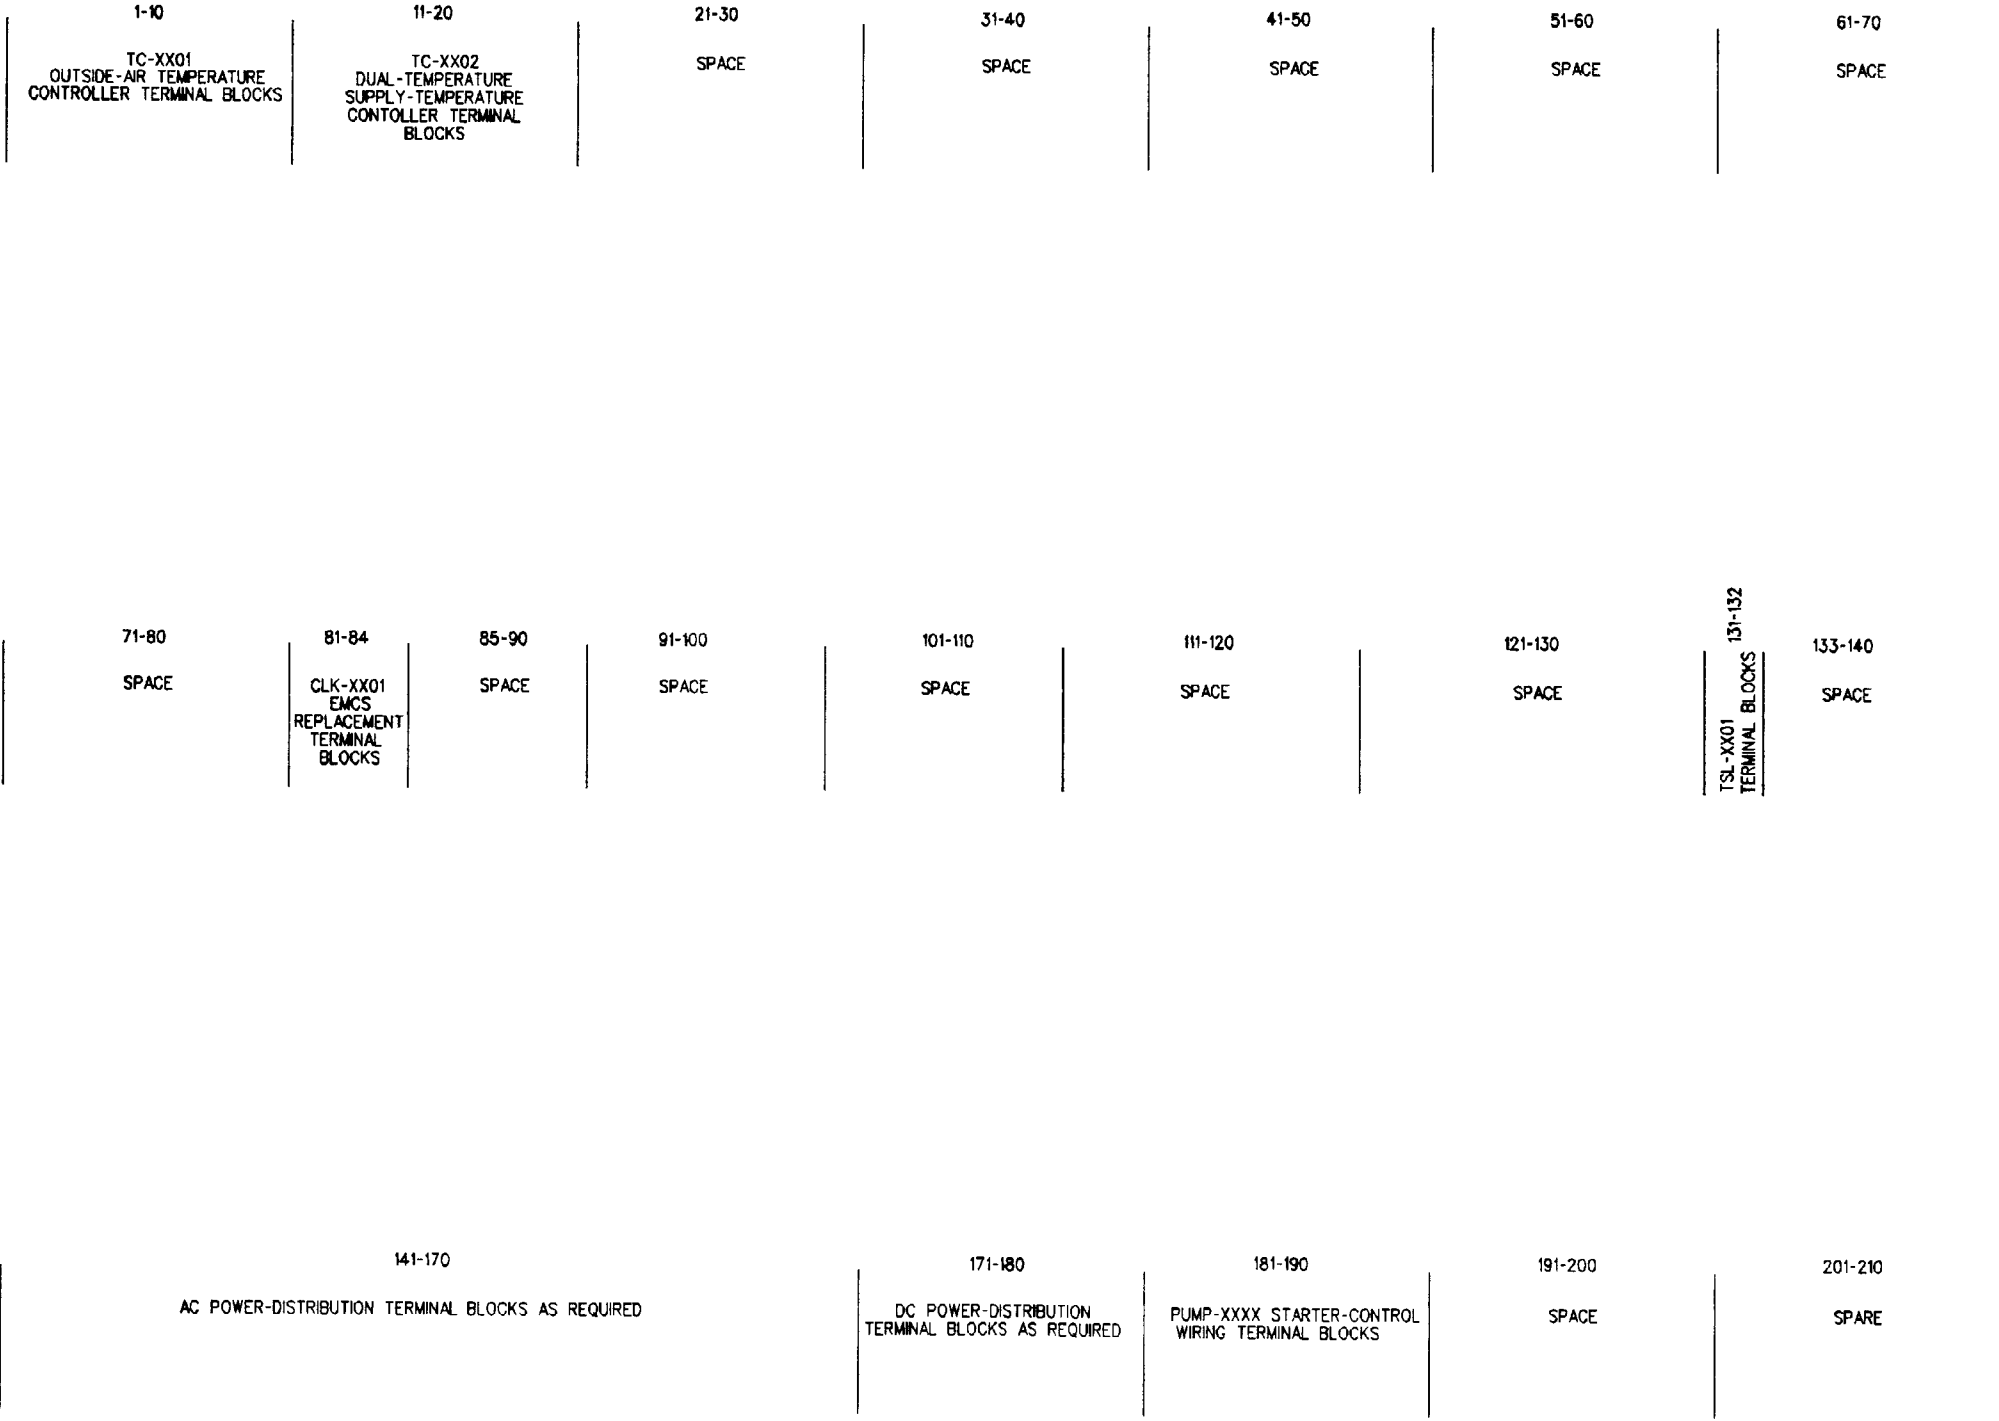 1-10
TC-XX01
OUTSIDE-AIR TEMPERATURE
CONTROLLER TERMINAL BLOCKS
11-20
TC-XX02
DUAL-TEMPERATURE
SUPPLY-TEMPERATURE
CONTOLLER TERMINAL
BLOCKS
21-30
SPACE
31-40
SPACE
41-50
SPACE
51-60
SPACE
61-70
SPACE
71-80
SPACE
81-84
CLK-XX01
EMCS
REPLACEMENT
TERMINAL
BLOCKS
85-90
SPACE
91-100
SPACE
101-110
SPACE
111-120
SPACE
121-130
SPACE
131-132
TSL-XX01
TERMINAL BLOCKS
133-140
SPACE
141-170
AC POWER-DISTRIBUTION TERMINAL BLOCKS AS REQUIRED
171-180
DC POWER-DISTRIBUTION
TERMINAL BLOCKS AS REQUIRED
181-190
PUMP-XXXX STARTER-CONTROL
WIRING TERMINAL BLOCKS
191-200
SPACE
201-210
SPARE